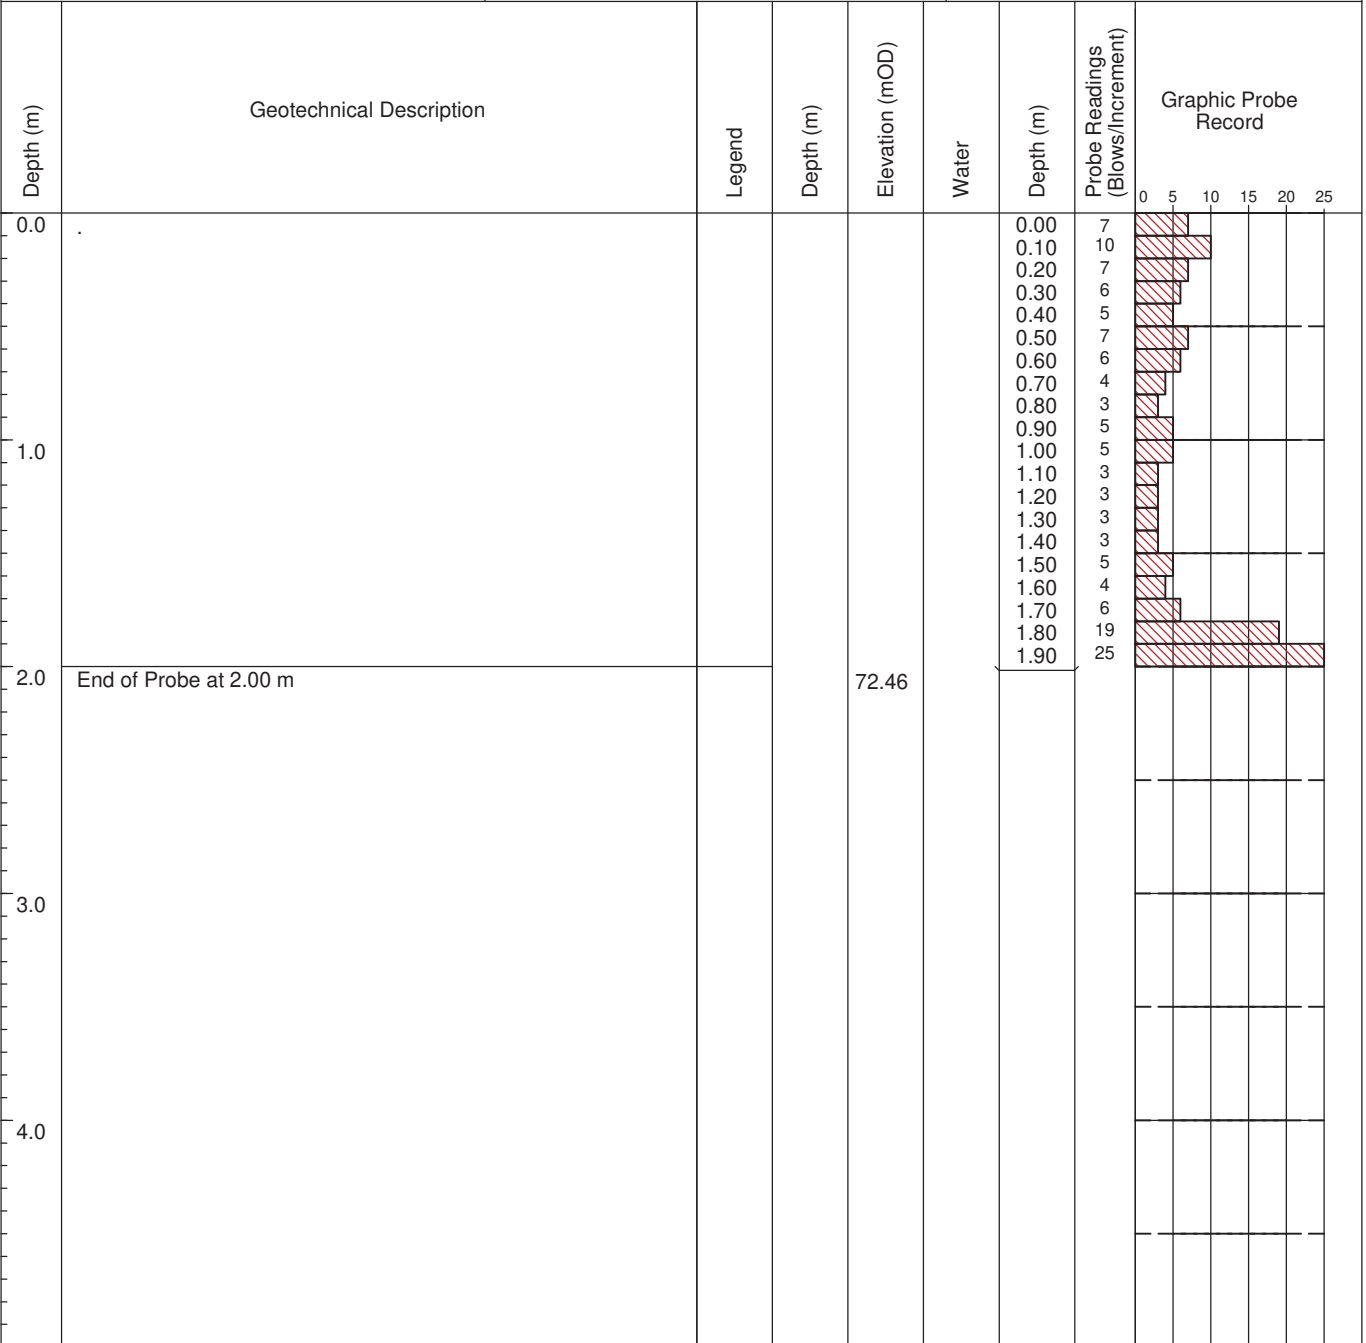 Depth (m)
Geotechnical Description
Legend
Depth (m)
Elevation (mOD)
Water
Depth (m)
Probe Readings
(Blows/Increment)
Graphic Probe
Record
0 5 10 15 20 25
0.0 . 0.00 7
0.10 10
0.20 7
0.30 6
0.40 5
0.50 7
0.60 6
0.70 4
0.80 3
0.90 5
1.0 1.00 5
1.10 3
1.20 3
1.30 3
1.40 3
1.50 5
1.60 4
1.70 6
1.80 19
1.90 25
2.0 End of Probe at 2.00 m 72.46
3.0
4.0